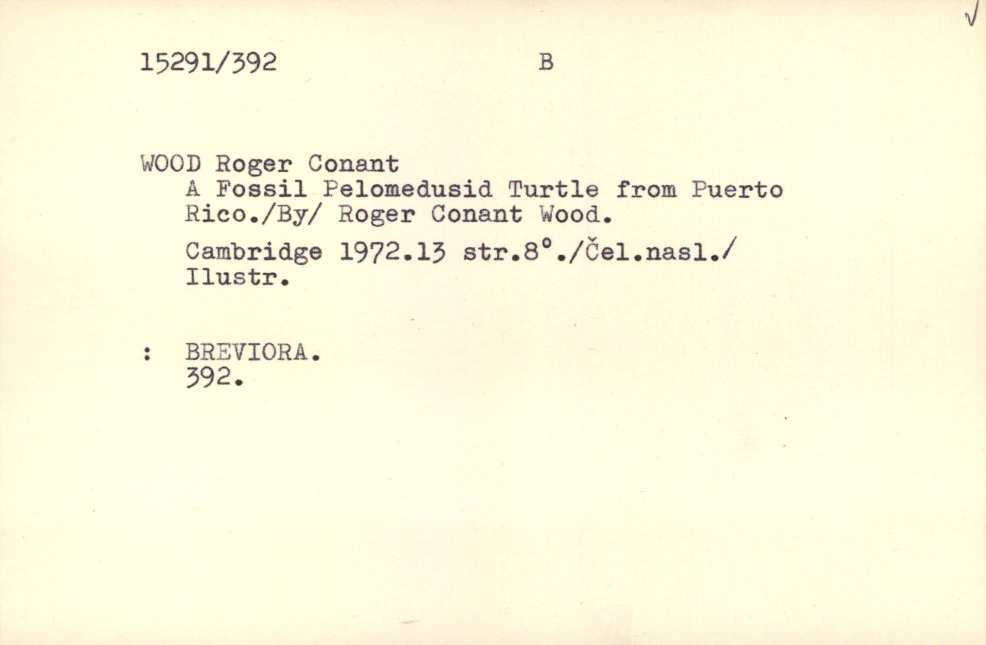 15291/392 B
WOOD Roger Conant
A Fossil Pelomedusid Turtle from Puerto
Rico./By/ Roger Conant Wood.
Cambridge 1972.13 str.8°./Čel.nasl./
Ilustr.
: BREVIORA.
392.